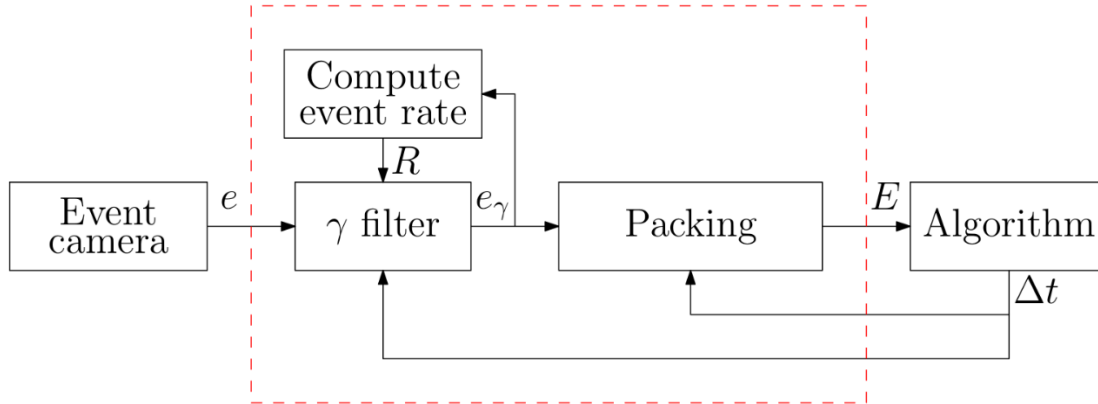 Compute
event rate
R
Event
camera
e
γ filter
e_γ
Packing
E
Algorithm
Δt